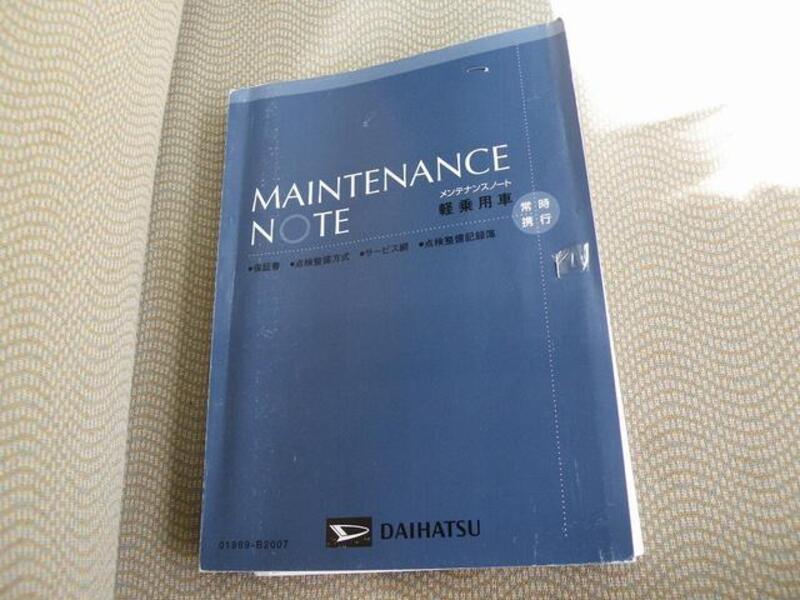 MAINTENANCE
NOTE
メンテナンスノート
軽乗用車
常時
携行
●保証書 ●点検整備方式 ●サービス網 ●点検整備記録簿
01989-B2007
DAIHATSU